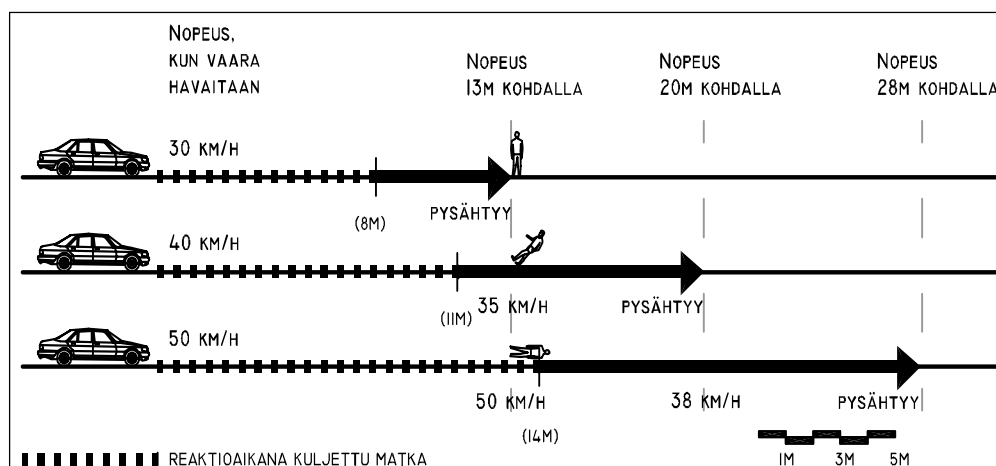 NOPEUS,
KUN VAARA
HAVAITAAN
NOPEUS
13M KOHDALLA
NOPEUS
20M KOHDALLA
NOPEUS
28M KOHDALLA
30 KM/H
(8M)
PYSÄHTYY
40 KM/H
(11M)
35 KM/H
PYSÄHTYY
50 KM/H
50 KM/H
(14M)
38 KM/H
PYSÄHTYY
REAKTIOAIKANA KULJETTU MATKA
1M 3M 5M